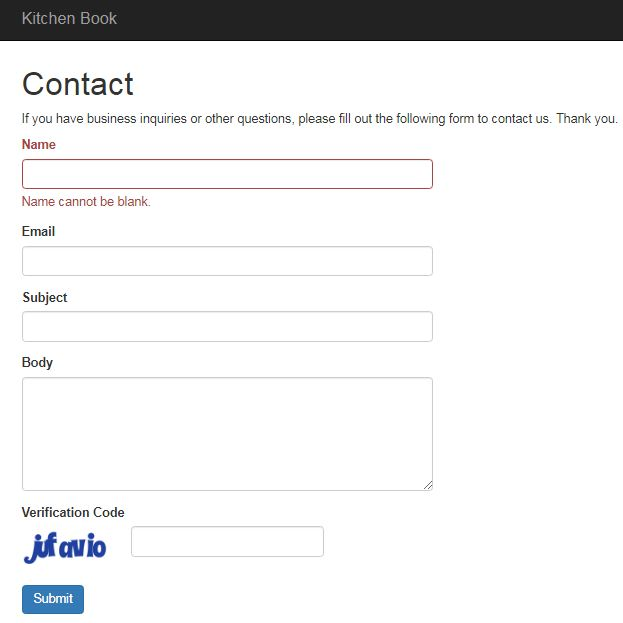 Kitchen Book
Contact
If you have business inquiries or other questions, please fill out the following form to contact us. Thank you.
Name
Name cannot be blank.
Email
Subject
Body
Verification Code
jufavio
Submit